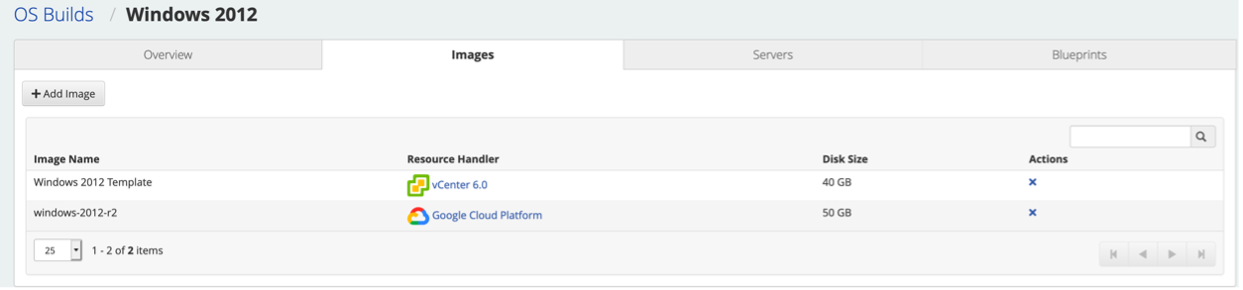 OS Builds / Windows 2012
Overview Images Servers Blueprints
+ Add Image
Image Name Resource Handler Disk Size Actions
Windows 2012 Template vCenter 6.0 40 GB ×
windows-2012-r2 Google Cloud Platform 50 GB ×
25 1 - 2 of 2 items